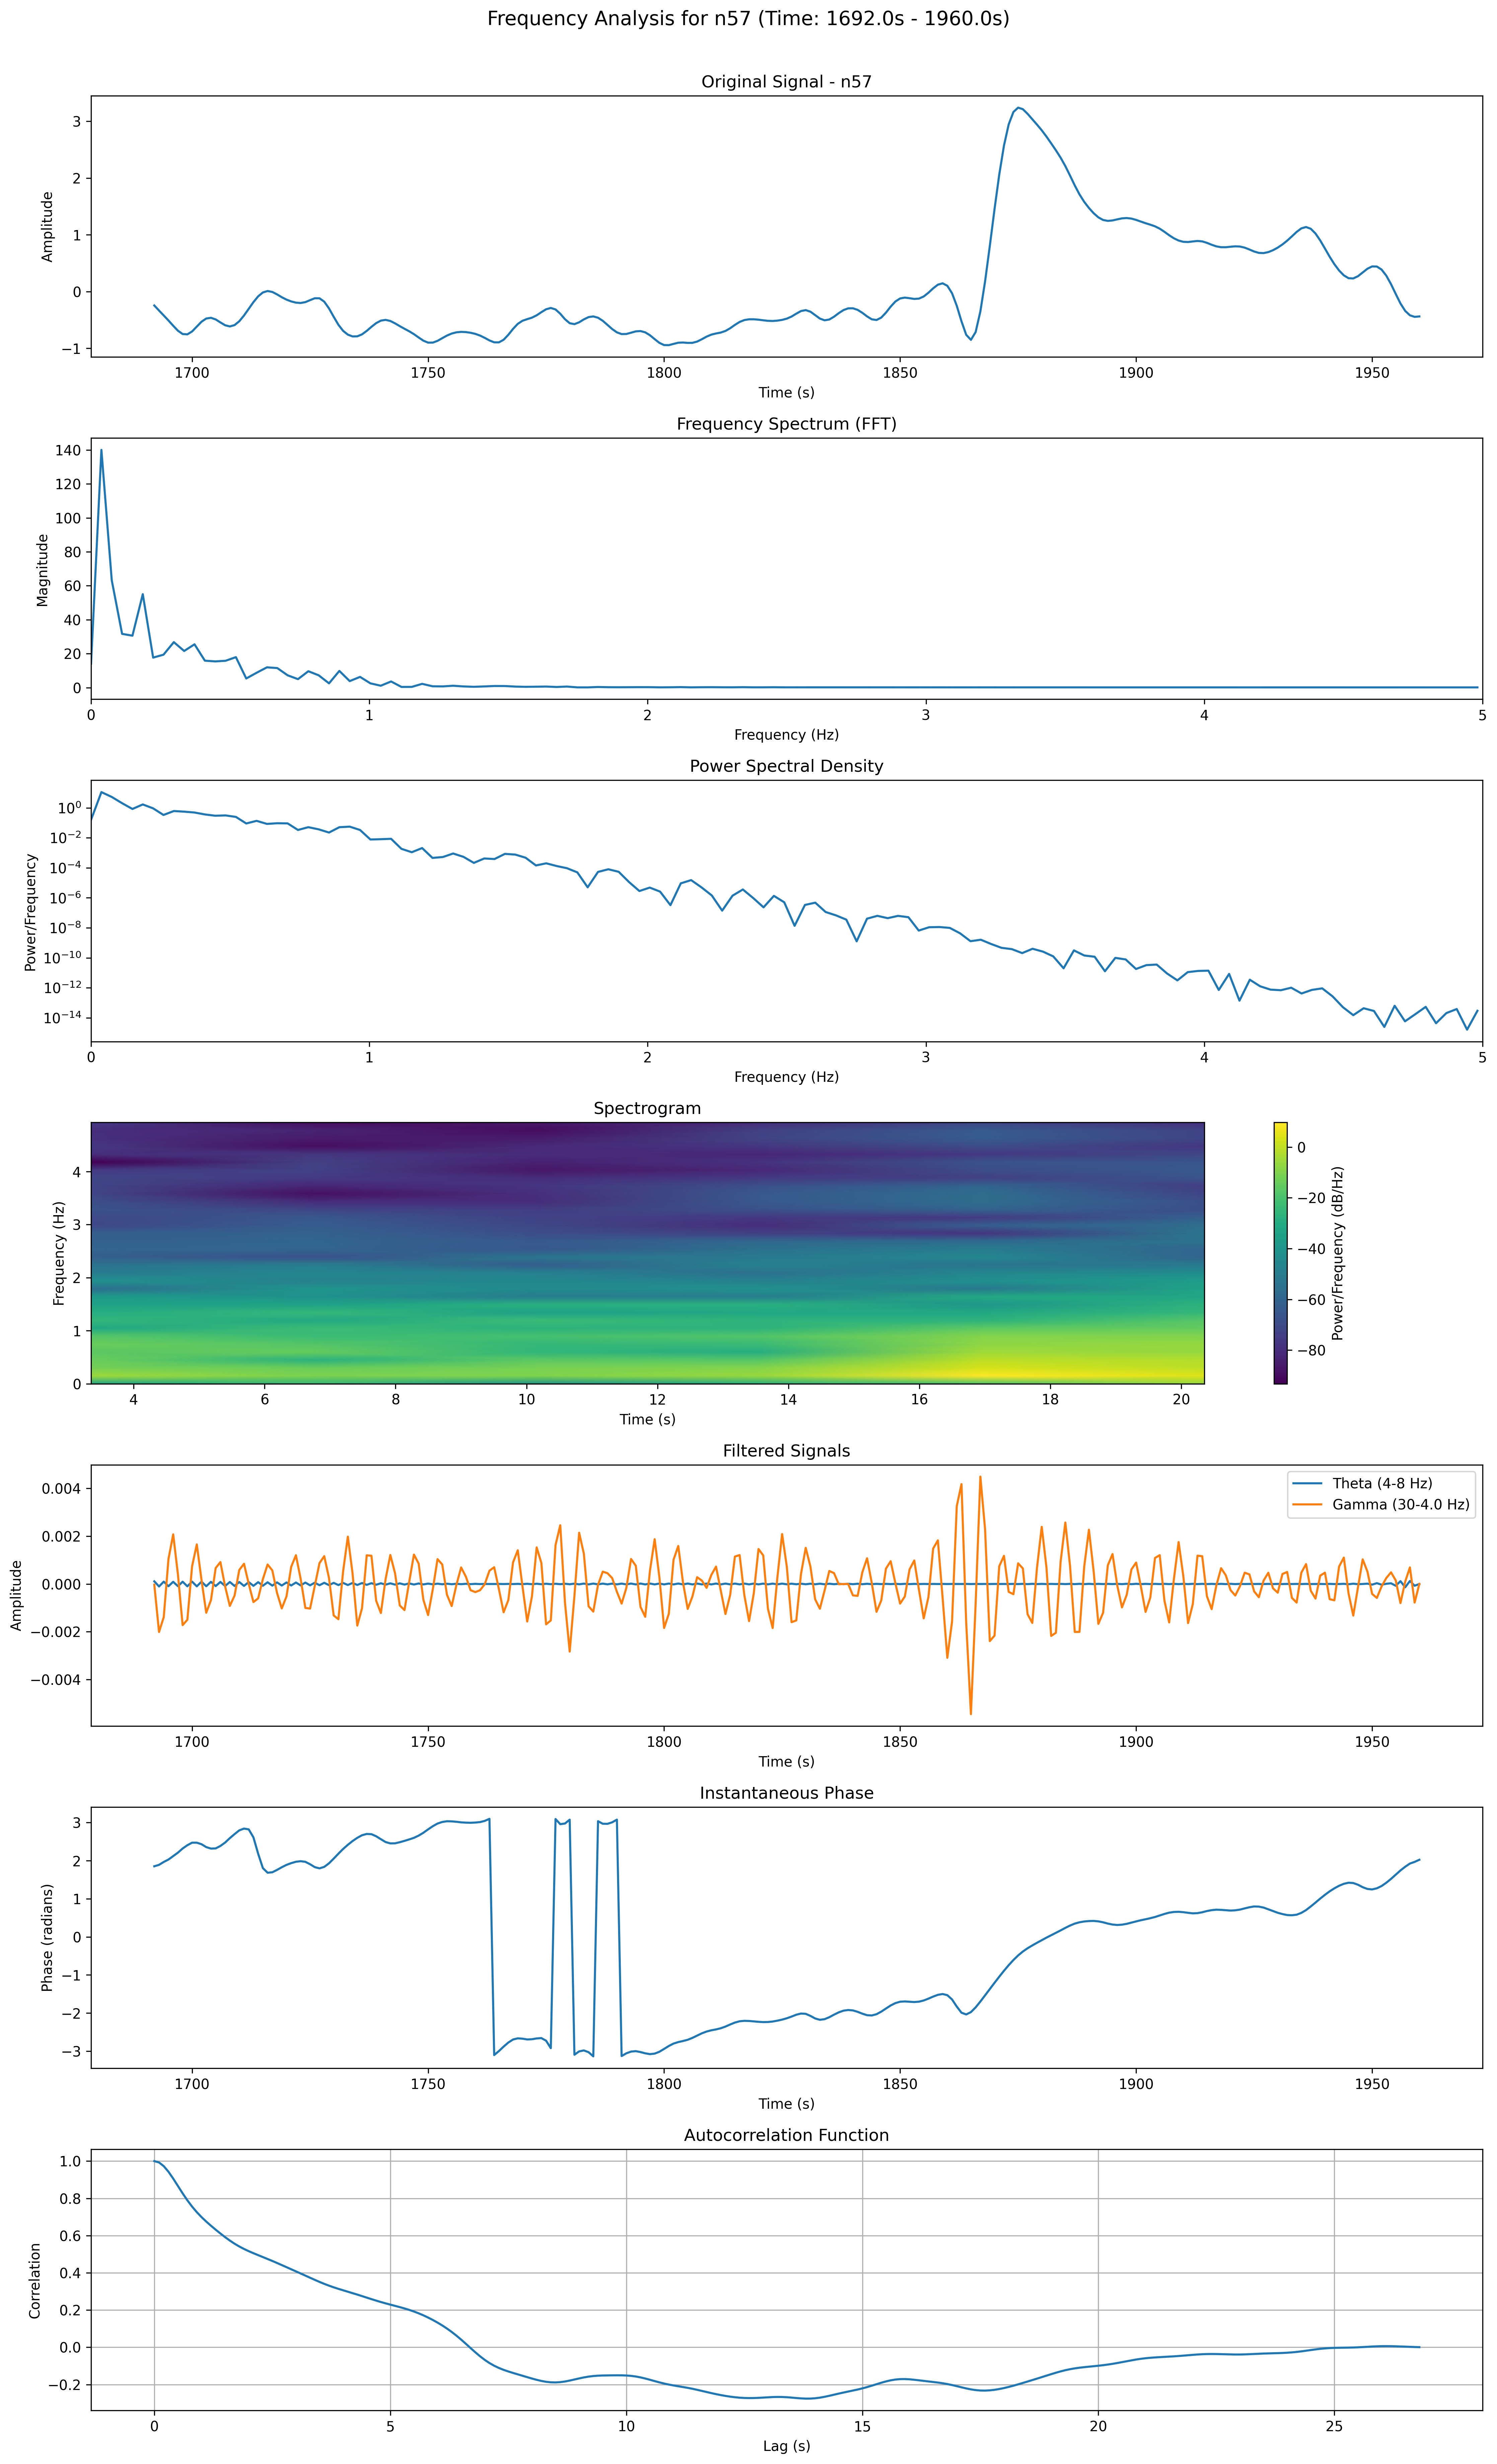 Frequency Analysis for n57 (Time: 1692.0s - 1960.0s)
Original Signal - n57
Amplitude
3
2
1
0
−1
1700 1750 1800 1850 1900 1950
Time (s)
Frequency Spectrum (FFT)
Magnitude
140
120
100
80
60
40
20
0
0 1 2 3 4 5
Frequency (Hz)
Power Spectral Density
Power/Frequency
10⁰
10⁻²
10⁻⁴
10⁻⁶
10⁻⁸
10⁻¹⁰
10⁻¹²
10⁻¹⁴
0 1 2 3 4 5
Frequency (Hz)
Spectrogram
Frequency (Hz)
4
3
2
1
0
4 6 8 10 12 14 16 18 20
Time (s)
0
−20
−40
−60
−80
Power/Frequency (dB/Hz)
Filtered Signals
Amplitude
0.004
0.002
0.000
−0.002
−0.004
Theta (4-8 Hz)
Gamma (30-4.0 Hz)
1700 1750 1800 1850 1900 1950
Time (s)
Instantaneous Phase
Phase (radians)
3
2
1
0
−1
−2
−3
1700 1750 1800 1850 1900 1950
Time (s)
Autocorrelation Function
Correlation
1.0
0.8
0.6
0.4
0.2
0.0
−0.2
0 5 10 15 20 25
Lag (s)